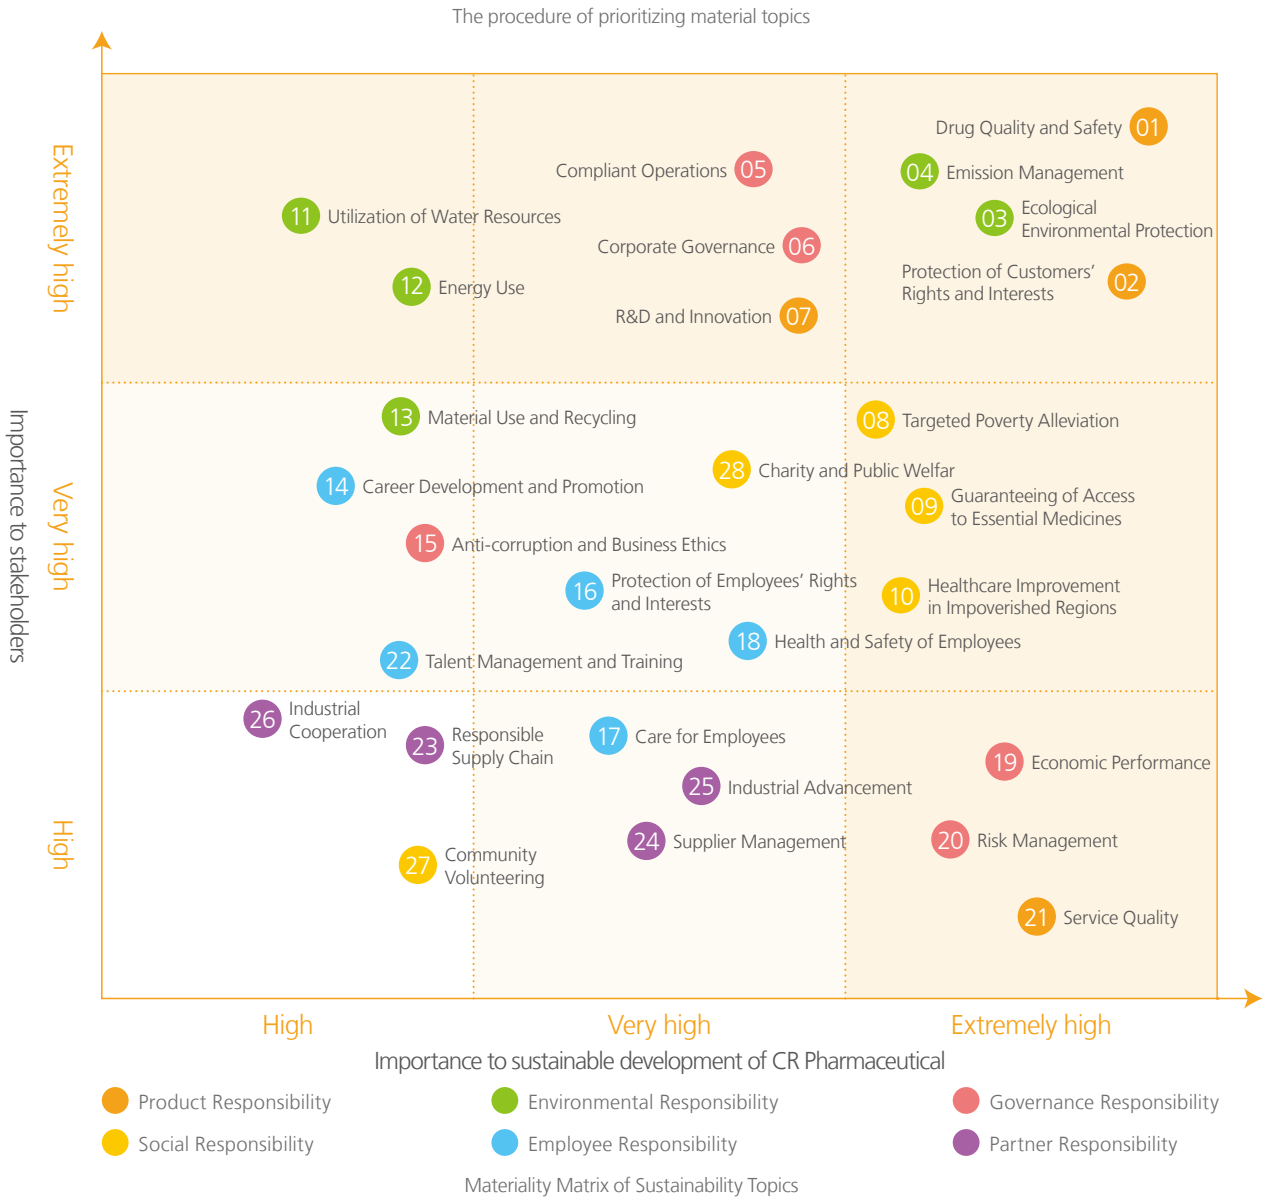 The procedure of prioritizing material topics
Drug Quality and Safety 01
Compliant Operations 05
04 Emission Management
11 Utilization of Water Resources
03 Ecological
Environmental Protection
Corporate Governance 06
Protection of Customers’
Rights and Interests 02
12 Energy Use
R&D and Innovation 07
Extremely high
13 Material Use and Recycling
08 Targeted Poverty Alleviation
28 Charity and Public Welfar
14 Career Development and Promotion
09 Guaranteeing of Access
to Essential Medicines
15 Anti-corruption and Business Ethics
16 Protection of Employees’ Rights
and Interests
10 Healthcare Improvement
in Impoverished Regions
18 Health and Safety of Employees
22 Talent Management and Training
Very high
Importance to stakeholders
26 Industrial
Cooperation
23 Responsible
Supply Chain
17 Care for Employees
19 Economic Performance
25 Industrial Advancement
24 Supplier Management
20 Risk Management
27 Community
Volunteering
21 Service Quality
High
High
Very high
Extremely high
Importance to sustainable development of CR Pharmaceutical
Product Responsibility
Environmental Responsibility
Governance Responsibility
Social Responsibility
Employee Responsibility
Partner Responsibility
Materiality Matrix of Sustainability Topics